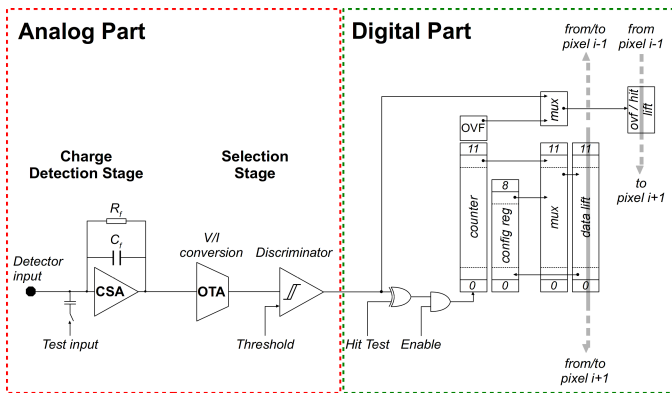 Analog Part
Digital Part
from/to
pixel i-1
from
pixel i-1
Charge
Detection Stage
Selection
Stage
mux
ovf / hit
lift
OVF
to
pixel i+1
11
11
11
8
counter
config reg
mux
data lift
0
0
0
0
Rf
Cf
V/I
conversion
Discriminator
Detector
input
CSA
OTA
Test input
Threshold
Hit Test
Enable
from/to
pixel i+1